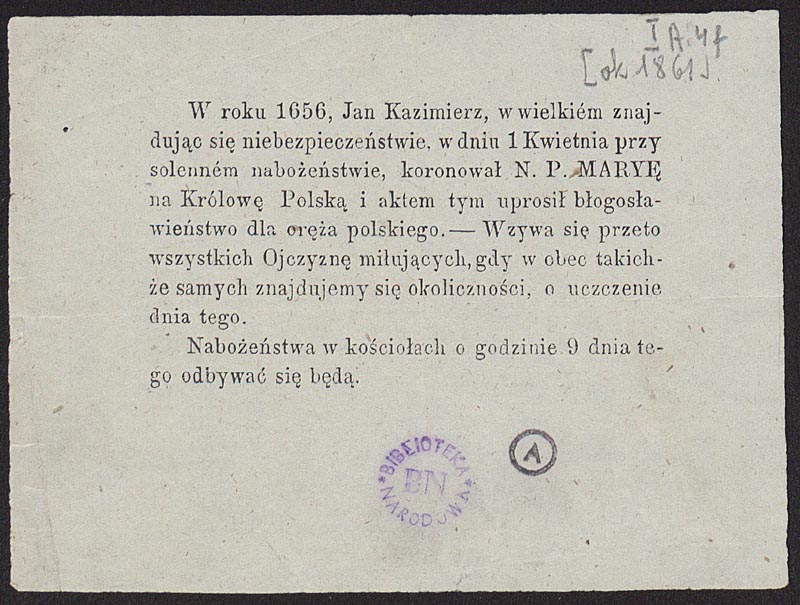 I A. 4f
[ok 1861].
W roku 1656, Jan Kazimierz, w wielkiém znaj-
dując się niebezpieczeństwie, w dniu 1 Kwietnia przy
solenném nabożeństwie, koronował N. P. MARYĘ
na Królowę Polską i aktem tym uprosił błogosła-
wieństwo dla oręża polskiego. — Wzywa się przeto
wszystkich Ojczyznę miłujących, gdy w obec takich-
że samych znajdujemy się okoliczności, o uczczenie
dnia tego.
Nabożeństwa w kościołach o godzinie 9 dnia te-
go odbywać się będą.
* BIBLIOTEKA *
BN
NARODOWA
A